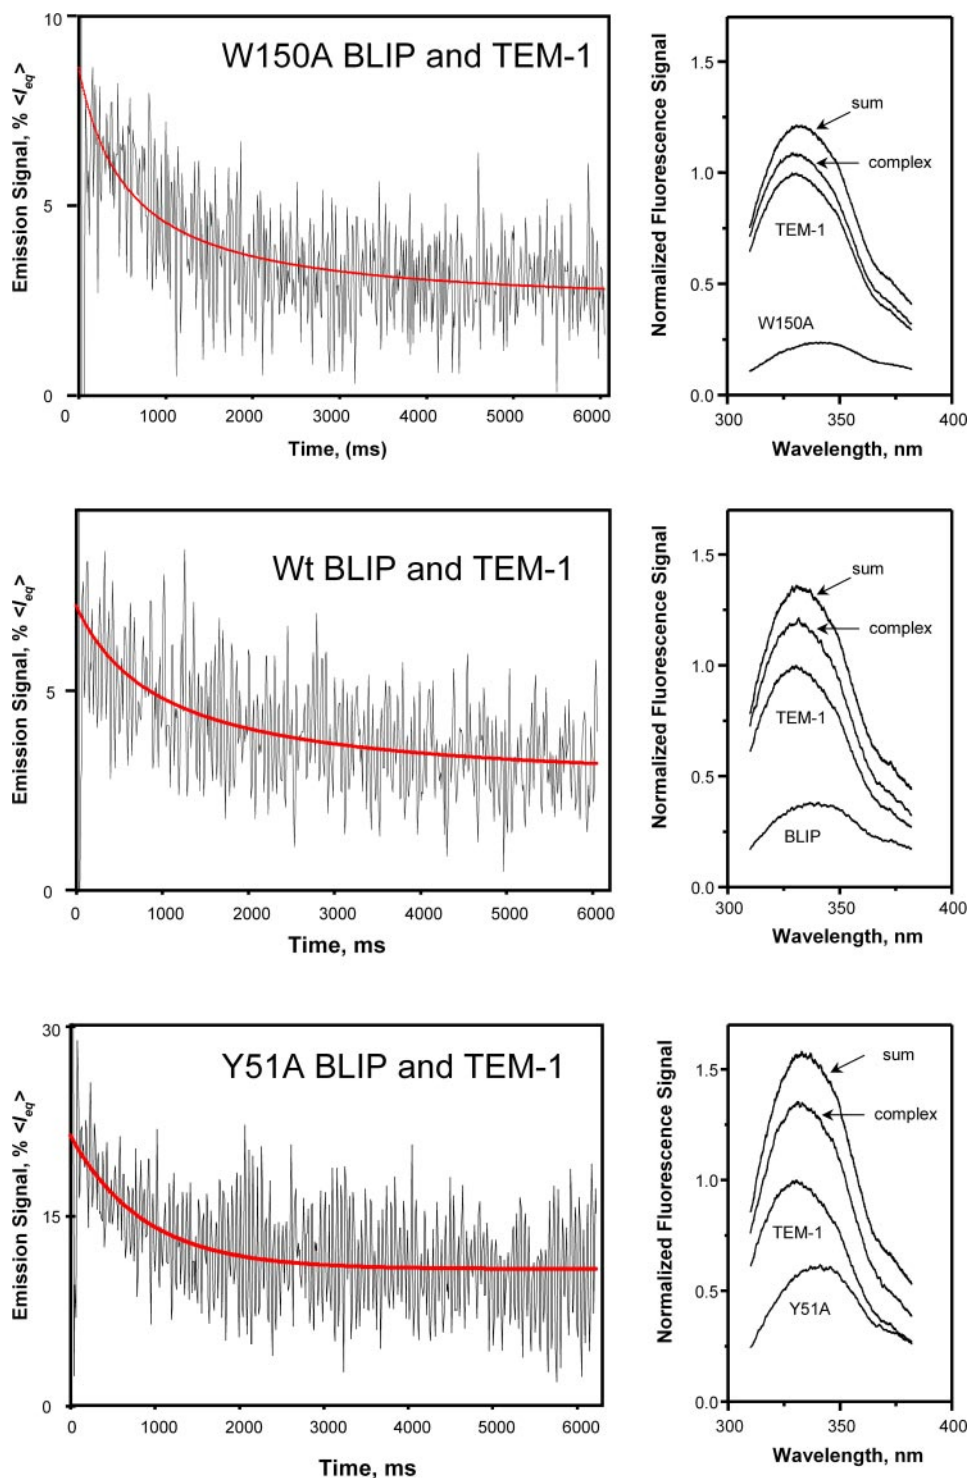 W150A BLIP and TEM-1
Emission Signal, % <I_eq>
10
5
0
0 1000 2000 3000 4000 5000 6000
Time, (ms)
Normalized Fluorescence Signal
1.5
1.0
0.5
0.0
sum
complex
TEM-1
W150A
300 350 400
Wavelength, nm
Wt BLIP and TEM-1
Emission Signal, % <I_eq>
5
0
0 1000 2000 3000 4000 5000 6000
Time, ms
Normalized Fluorescence Signal
1.5
1.0
0.5
0.0
sum
complex
TEM-1
BLIP
300 350 400
Wavelength, nm
Y51A BLIP and TEM-1
Emission Signal, % <I_eq>
30
15
0
0 1000 2000 3000 4000 5000 6000
Time, ms
Normalized Fluorescence Signal
1.5
1.0
0.5
0.0
sum
complex
TEM-1
Y51A
300 350 400
Wavelength, nm